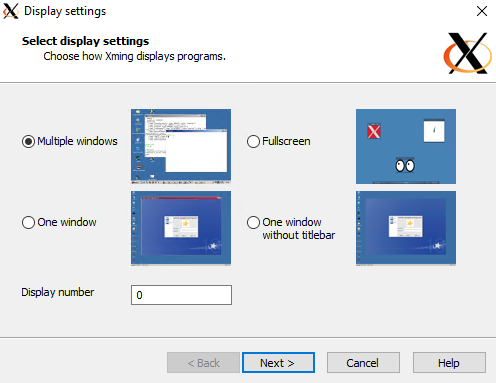 Display settings
Select display settings
Choose how Xming displays programs.
Multiple windows
Fullscreen
One window
One window
without titlebar
Display number
0
< Back
Next >
Cancel
Help